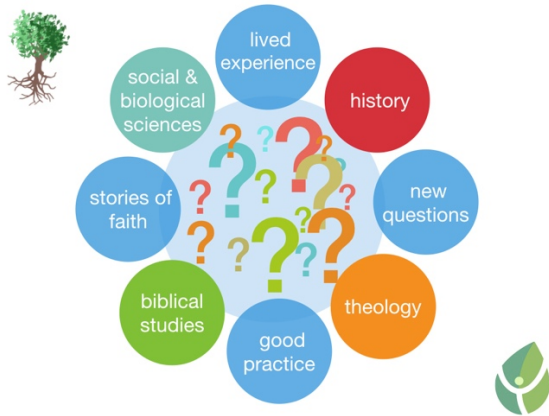 lived
experience
history
new
questions
theology
good
practice
biblical
studies
stories of
faith
social &
biological
sciences
? ? ? ? ? ? ? ? ? ? ? ? ? ? ? ?